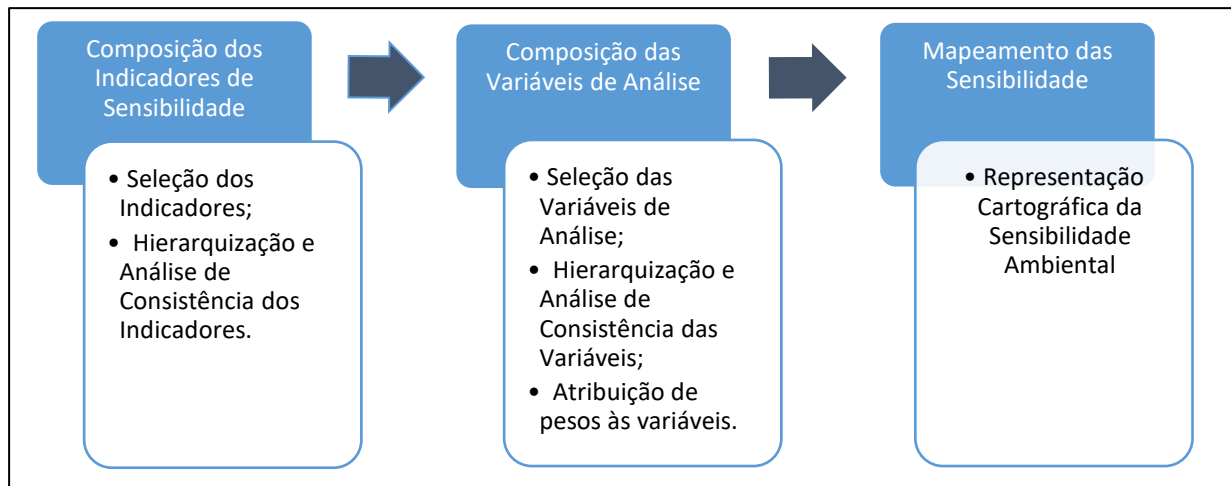 Composição dos
Indicadores de
Sensibilidade
• Seleção dos
Indicadores;
• Hierarquização e
Análise de
Consistência dos
Indicadores.
Composição das
Variáveis de Análise
• Seleção das
Variáveis de
Análise;
• Hierarquização e
Análise de
Consistência das
Variáveis;
• Atribuição de
pesos às variáveis.
Mapeamento das
Sensibilidade
• Representação
Cartográfica da
Sensibilidade
Ambiental